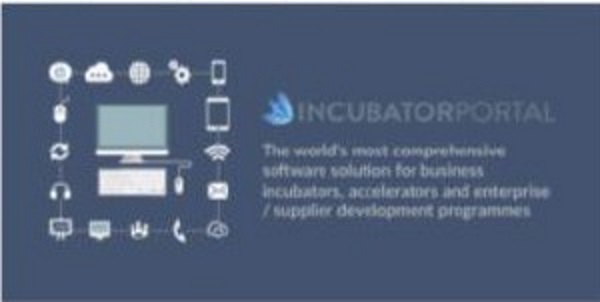 INCUBATORPORTAL
The world's most comprehensive
software solution for business
incubators, accelerators and enterprise
/ supplier development programmes